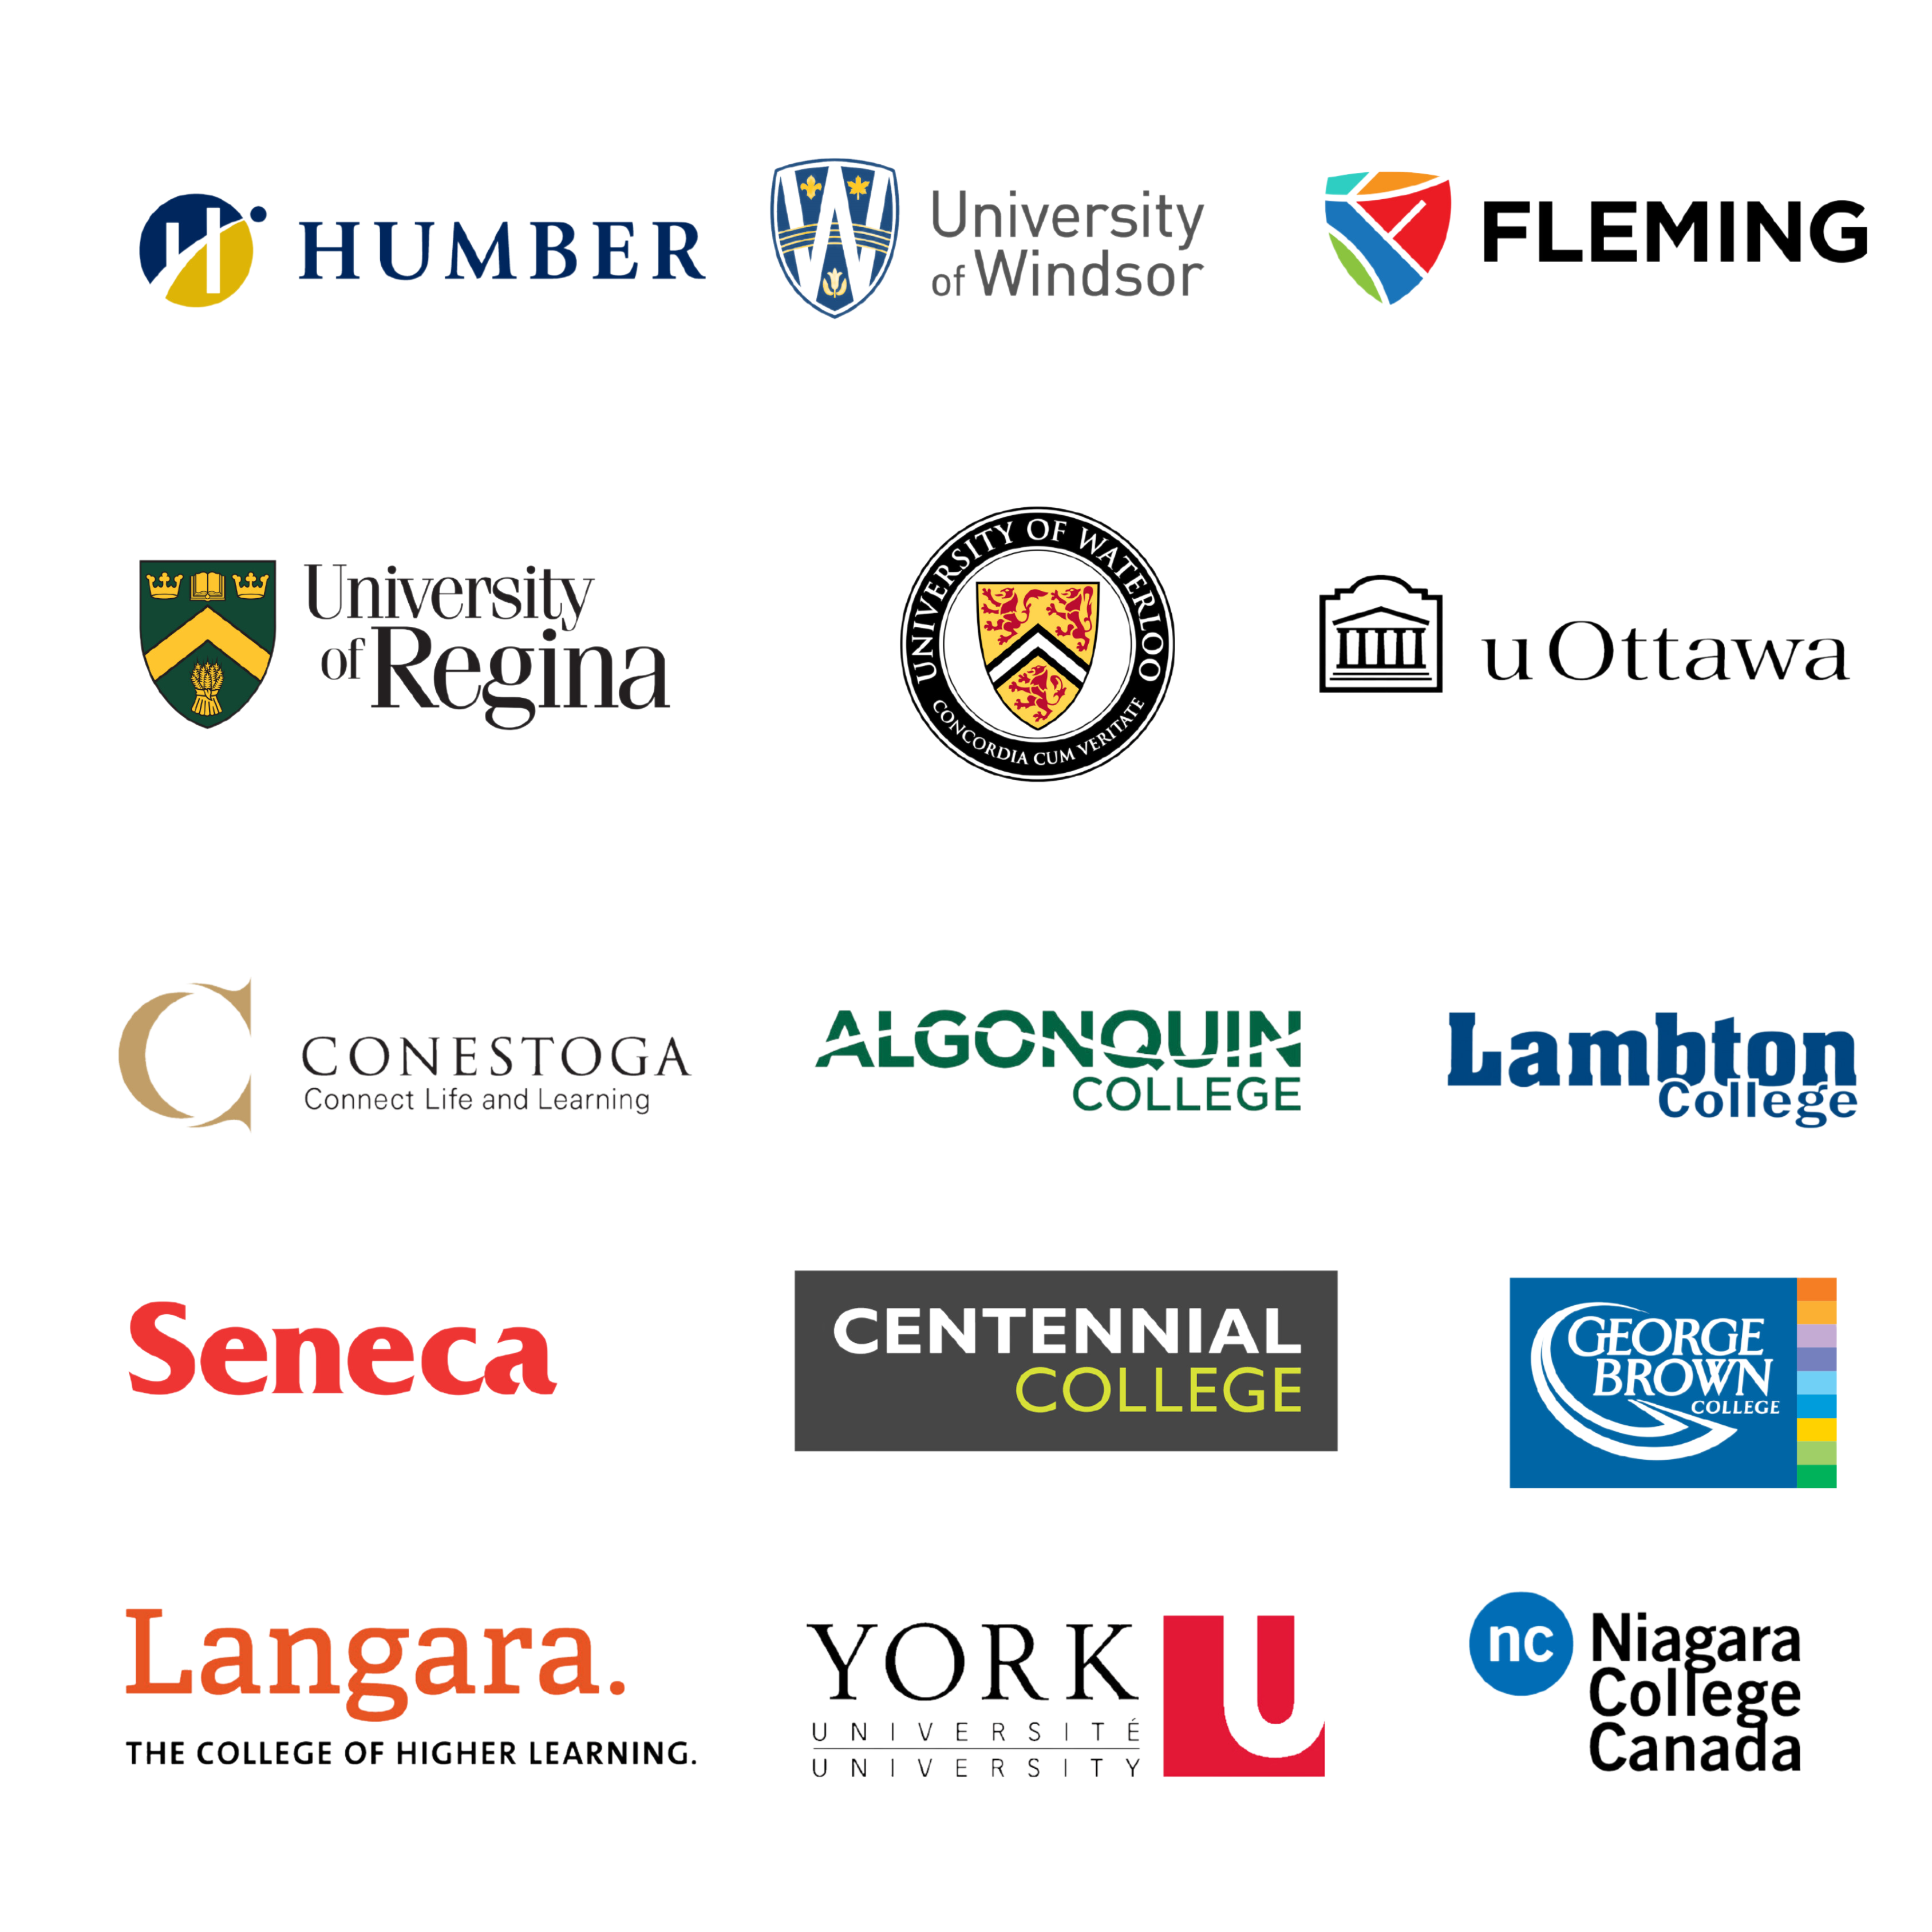 HUMBER
University
of Windsor
FLEMING
University
of Regina
UNIVERSITY OF WATERLOO
CONCORDIA CUM VERITATE
uOttawa
CONESTOGA
Connect Life and Learning
ALGONQUIN
COLLEGE
Lambton
College
Seneca
CENTENNIAL
COLLEGE
GEORGE
BROWN
COLLEGE
Langara.
THE COLLEGE OF HIGHER LEARNING.
YORK
UNIVERSITÉ
UNIVERSITY
U
nc
Niagara
College
Canada